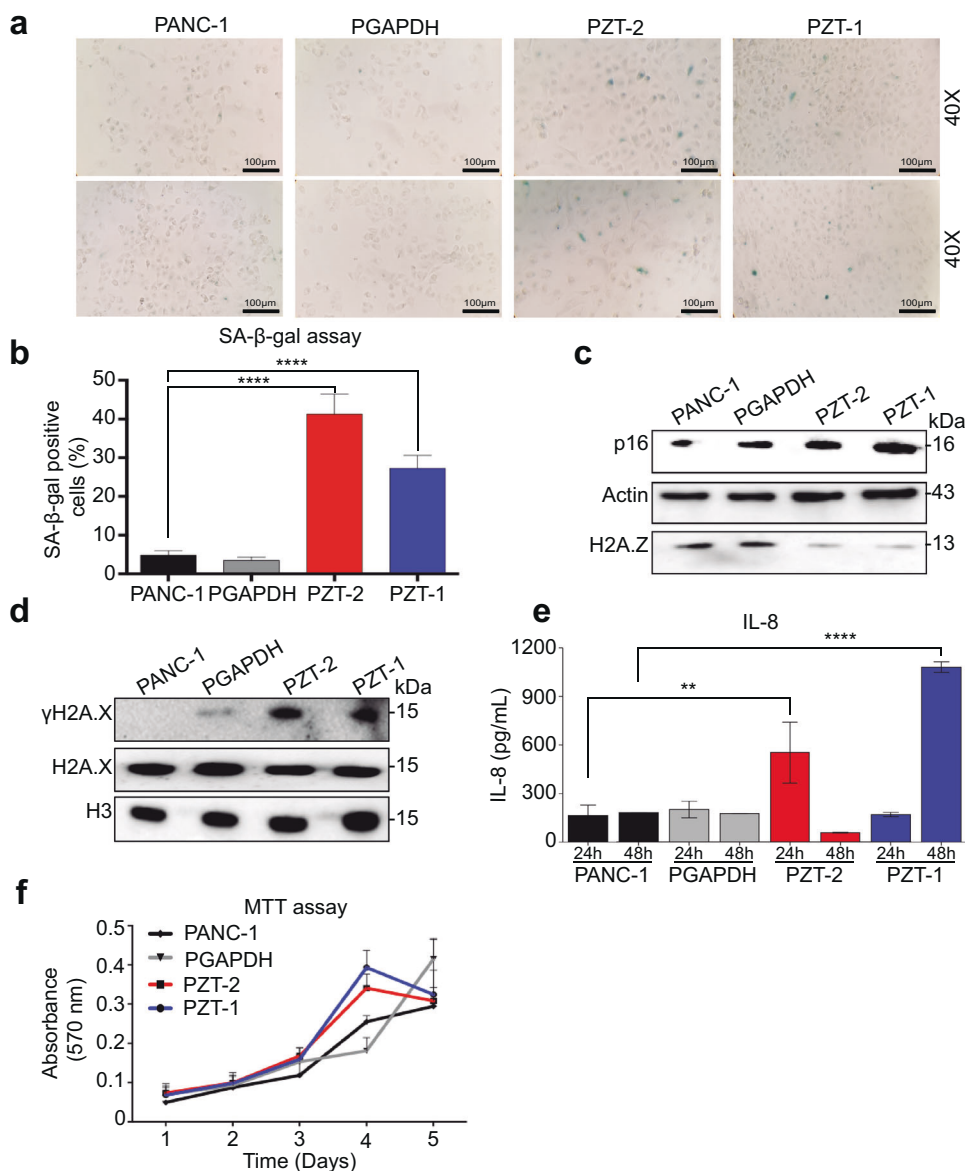 a
PANC-1 PGAPDH PZT-2 PZT-1
100µm 100µm 100µm 100µm
40X
100µm 100µm 100µm 100µm
40X
b
SA-β-gal assay
****
****
SA-β-gal positive
cells (%)
50
40
30
20
10
0
PANC-1 PGAPDH PZT-2 PZT-1
c
PANC-1 PGAPDH PZT-2 PZT-1
kDa
p16 16
Actin 43
H2A.Z 13
d
PANC-1 PGAPDH PZT-2 PZT-1
kDa
γH2A.X 15
H2A.X 15
H3 15
e
IL-8
****
**
IL-8 (pg/mL)
1200
900
600
300
0
24h 48h 24h 48h 24h 48h 24h 48h
PANC-1 PGAPDH PZT-2 PZT-1
f
MTT assay
PANC-1
PGAPDH
PZT-2
PZT-1
Absorbance
(570 nm)
0.5
0.4
0.3
0.2
0.1
0
1 2 3 4 5
Time (Days)